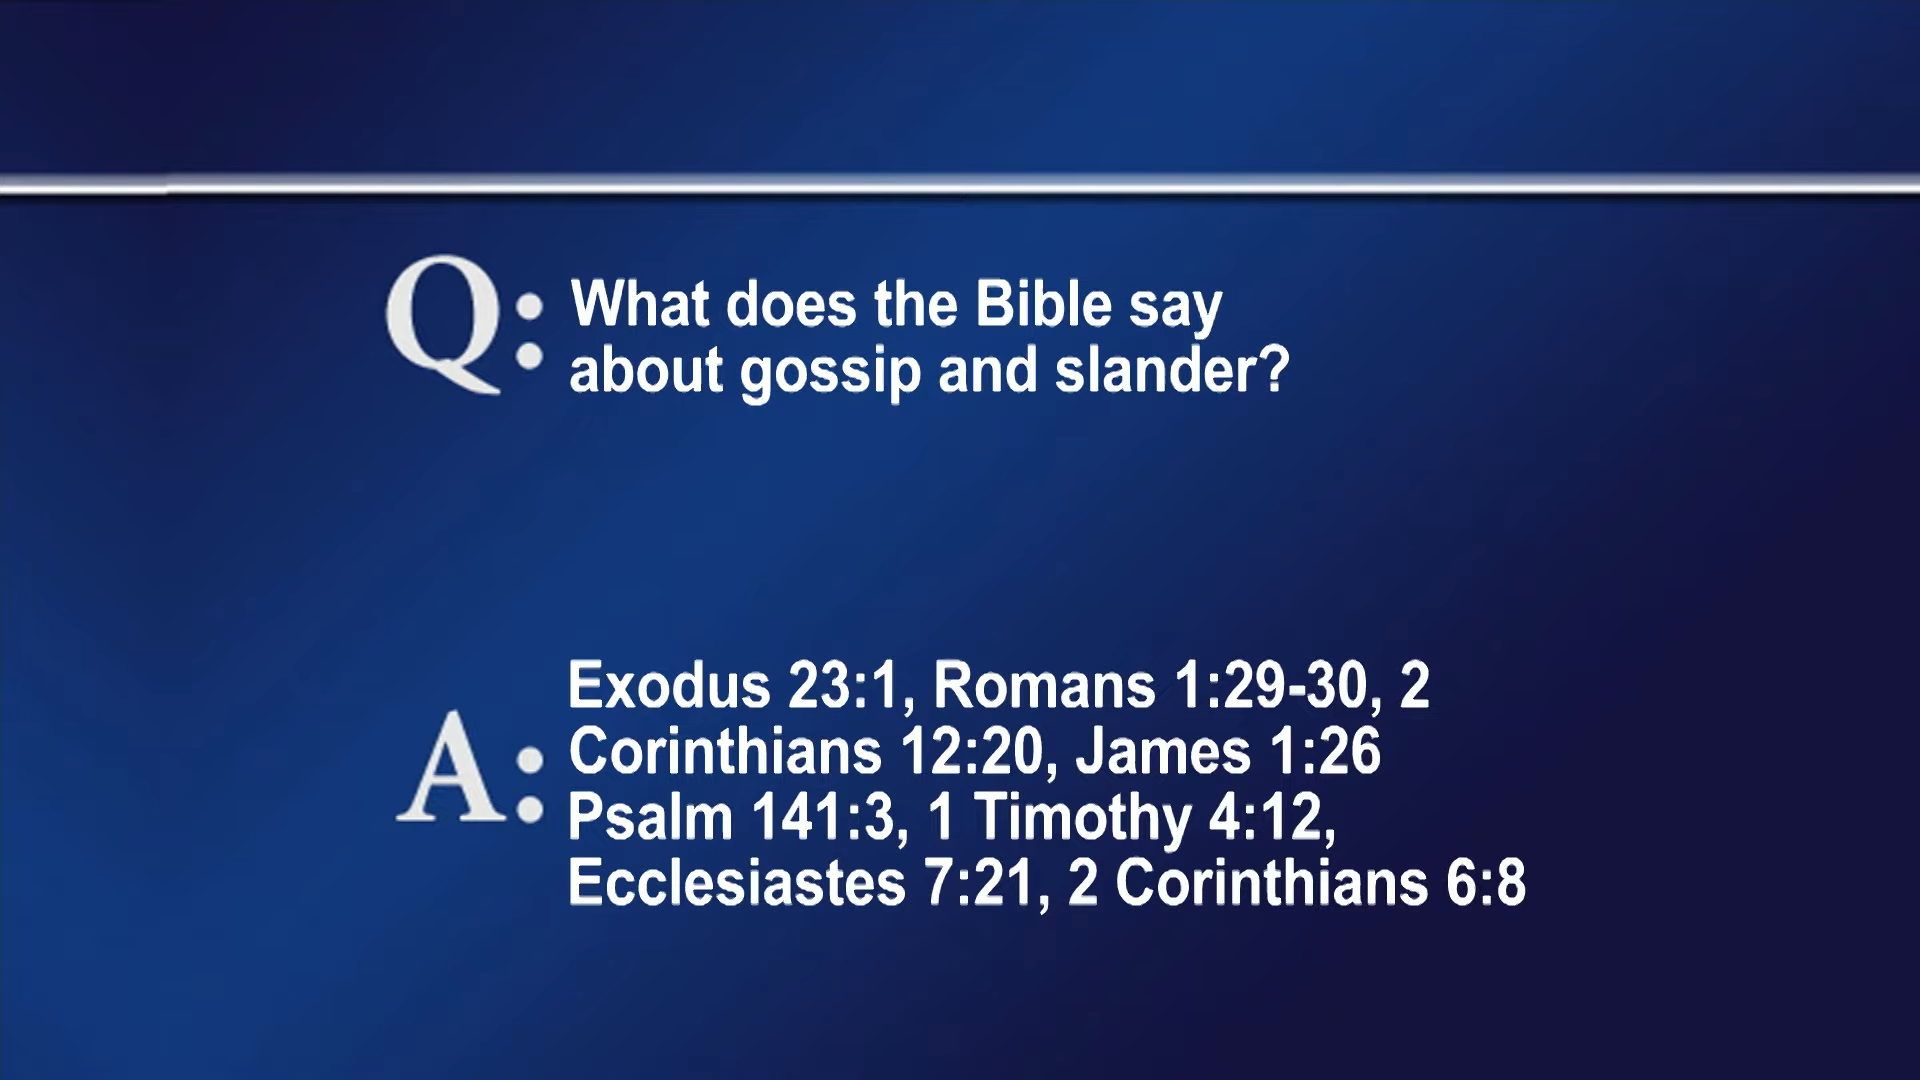 Q: What does the Bible say
about gossip and slander?
Exodus 23:1, Romans 1:29-30, 2
A: Corinthians 12:20, James 1:26
Psalm 141:3, 1 Timothy 4:12,
Ecclesiastes 7:21, 2 Corinthians 6:8